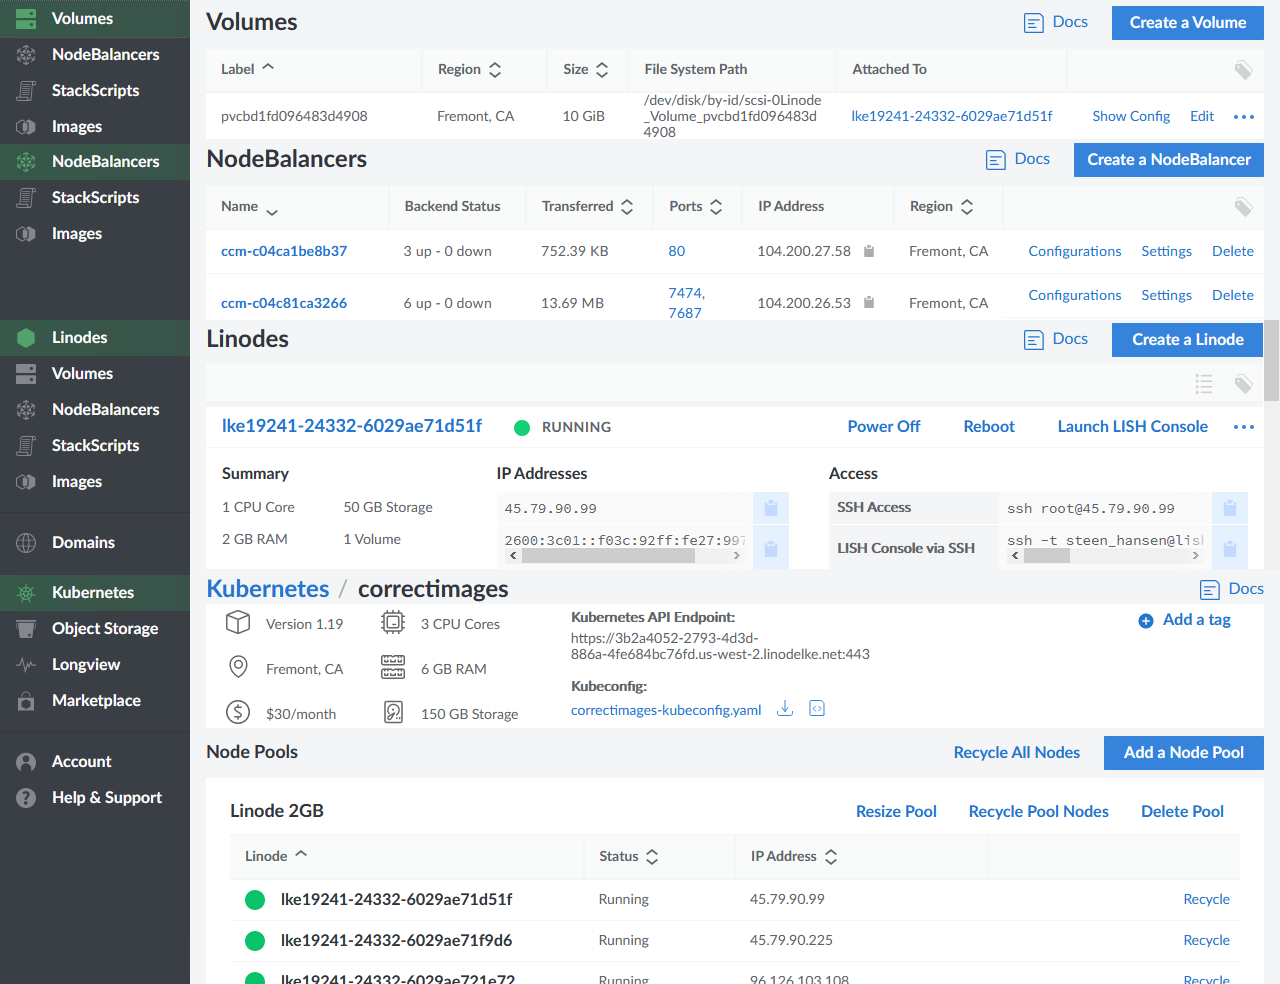 Volumes
NodeBalancers
StackScripts
Images
NodeBalancers
StackScripts
Images
Linodes
Volumes
NodeBalancers
StackScripts
Images
Domains
Kubernetes
Object Storage
Longview
Marketplace
Account
Help & Support
Volumes
Docs
Create a Volume
Label Region Size File System Path Attached To
pvcbd1fd096483d4908 Fremont, CA 10 GiB /dev/disk/by-id/scsi-0Linode
_Volume_pvcbd1fd096483d
4908
lke19241-24332-6029ae71d51f Show Config Edit
NodeBalancers
Docs
Create a NodeBalancer
Name Backend Status Transferred Ports IP Address Region
ccm-c04ca1be8b37 3 up - 0 down 752.39 KB 80 104.200.27.58 Fremont, CA Configurations Settings Delete
ccm-c04c81ca3266 6 up - 0 down 13.69 MB 7474,
7687
104.200.26.53 Fremont, CA Configurations Settings Delete
Linodes
Docs
Create a Linode
lke19241-24332-6029ae71d51f RUNNING Power Off Reboot Launch LISH Console
Summary IP Addresses Access
1 CPU Core 50 GB Storage 45.79.90.99 SSH Access ssh root@45.79.90.99
2 GB RAM 1 Volume 2600:3c01::f03c:92ff:fe27:997 LISH Console via SSH ssh -t steen_hansen@lis
Kubernetes / correctimages
Docs
Version 1.19 3 CPU Cores
Fremont, CA 6 GB RAM
$30/month 150 GB Storage
Kubernetes API Endpoint:
https://3b2a4052-2793-4d3d-
886a-4fe684bc76fd.us-west-2.linodelke.net:443
Kubeconfig:
correctimages-kubeconfig.yaml
Add a tag
Node Pools
Recycle All Nodes
Add a Node Pool
Linode 2GB
Resize Pool Recycle Pool Nodes Delete Pool
Linode Status IP Address
lke19241-24332-6029ae71d51f Running 45.79.90.99 Recycle
lke19241-24332-6029ae71f9d6 Running 45.79.90.225 Recycle
lke19241-24332-6029ae721e72 Running 96.126.103.108 Recycle